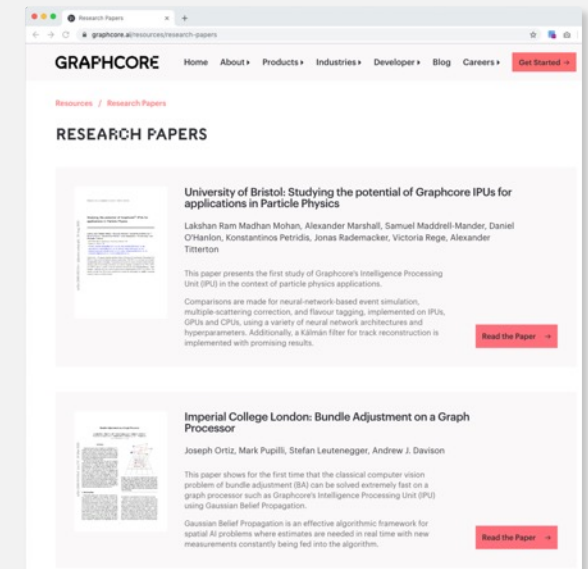 Research Papers
graphcore.ai/resources/research-papers
GRAPHCORE
Home About Products Industries Developer Blog Careers Get Started →
Resources / Research Papers
RESEARCH PAPERS
University of Bristol: Studying the potential of Graphcore IPUs for
applications in Particle Physics
Lakshan Ram Madhan Mohan, Alexander Marshall, Samuel Maddrell-Mander, Daniel
O'Hanlon, Konstantinos Petridis, Jonas Rademacker, Victoria Rege, Alexander
Titterton
This paper presents the first study of Graphcore's Intelligence Processing
Unit (IPU) in the context of particle physics applications.
Comparisons are made for neural-network-based event simulation,
multiple-scattering correction, and flavour tagging, implemented on IPUs,
GPUs and CPUs, using a variety of neural network architectures and
hyperparameters. Additionally, a Kálmán filter for track reconstruction is
implemented with promising results.
Read the Paper →
Imperial College London: Bundle Adjustment on a Graph
Processor
Joseph Ortiz, Mark Pupilli, Stefan Leutenegger, Andrew J. Davison
This paper shows for the first time that the classical computer vision
problem of bundle adjustment (BA) can be solved extremely fast on a
graph processor such as Graphcore's Intelligence Processing Unit (IPU)
using Gaussian Belief Propagation.
Gaussian Belief Propagation is an effective algorithmic framework for
spatial AI problems where estimates are needed in real time with new
measurements constantly being fed into the algorithm.
Read the Paper →